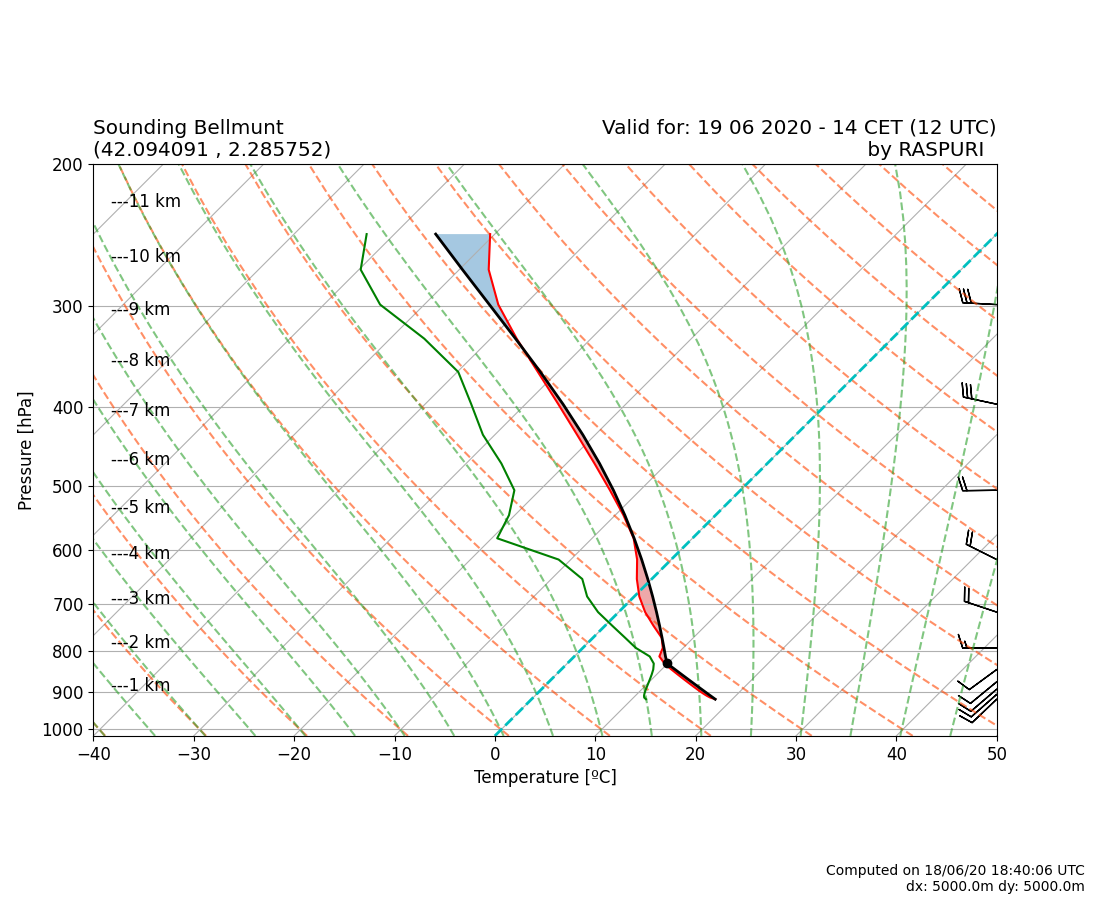 Sounding Bellmunt
(42.094091 , 2.285752)
Valid for: 19 06 2020 - 14 CET (12 UTC)
by RASPURI
200
300
400
500
600
700
800
900
1000
Pressure [hPa]
---11 km
---10 km
---9 km
---8 km
---7 km
---6 km
---5 km
---4 km
---3 km
---2 km
---1 km
−40 −30 −20 −10 0 10 20 30 40 50
Temperature [ºC]
Computed on 18/06/20 18:40:06 UTC
dx: 5000.0m dy: 5000.0m